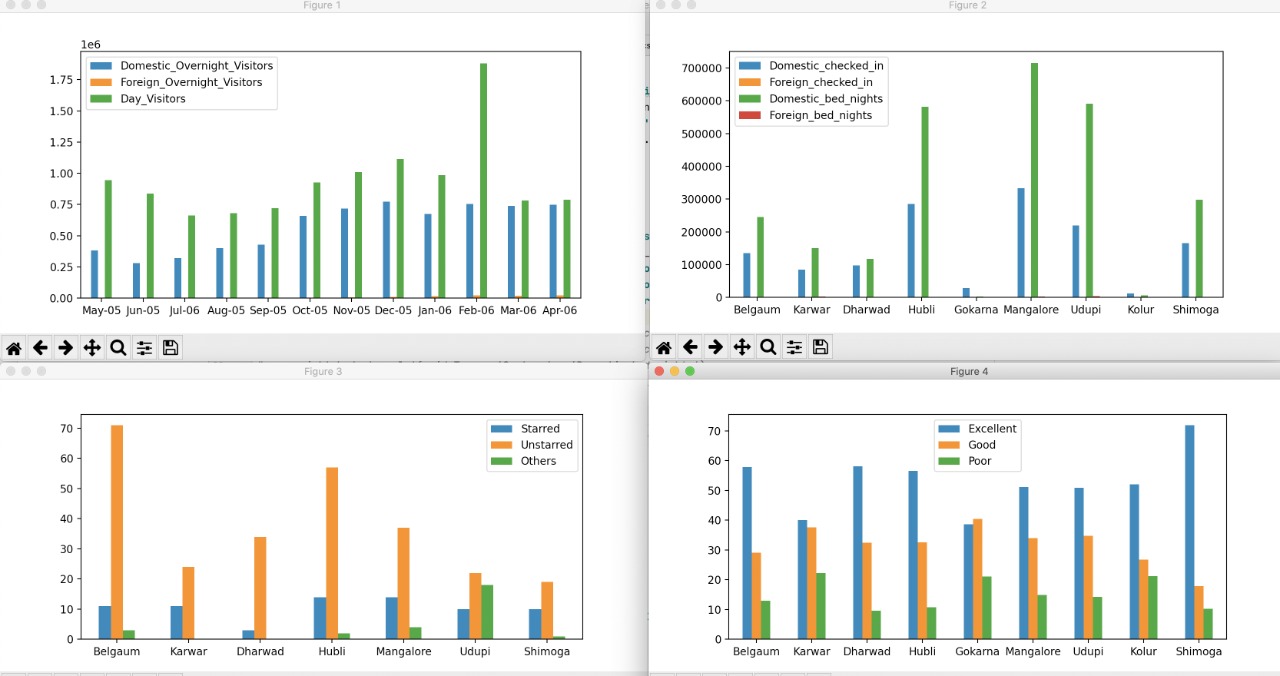 Figure 1
1e6
Domestic_Overnight_Visitors
Foreign_Overnight_Visitors
Day_Visitors
1.75
1.50
1.25
1.00
0.75
0.50
0.25
0.00
May-05 Jun-05 Jul-06 Aug-05 Sep-05 Oct-05 Nov-05 Dec-05 Jan-06 Feb-06 Mar-06 Apr-06
Figure 2
Domestic_checked_in
Foreign_checked_in
Domestic_bed_nights
Foreign_bed_nights
700000
600000
500000
400000
300000
200000
100000
0
Belgaum Karwar Dharwad Hubli Gokarna Mangalore Udupi Kolur Shimoga
Figure 3
Starred
Unstarred
Others
70
60
50
40
30
20
10
0
Belgaum Karwar Dharwad Hubli Mangalore Udupi Shimoga
Figure 4
Excellent
Good
Poor
70
60
50
40
30
20
10
0
Belgaum Karwar Dharwad Hubli Gokarna Mangalore Udupi Kolur Shimoga